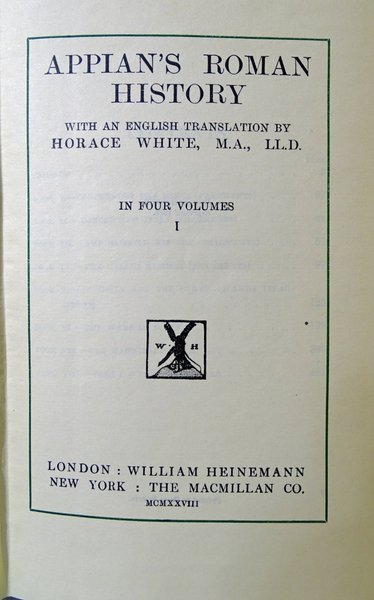 APPIAN'S ROMAN
HISTORY
WITH AN ENGLISH TRANSLATION BY
HORACE WHITE, M.A., LL.D.
IN FOUR VOLUMES
I
W · H
LONDON : WILLIAM HEINEMANN
NEW YORK : THE MACMILLAN CO.
MCMXXVIII